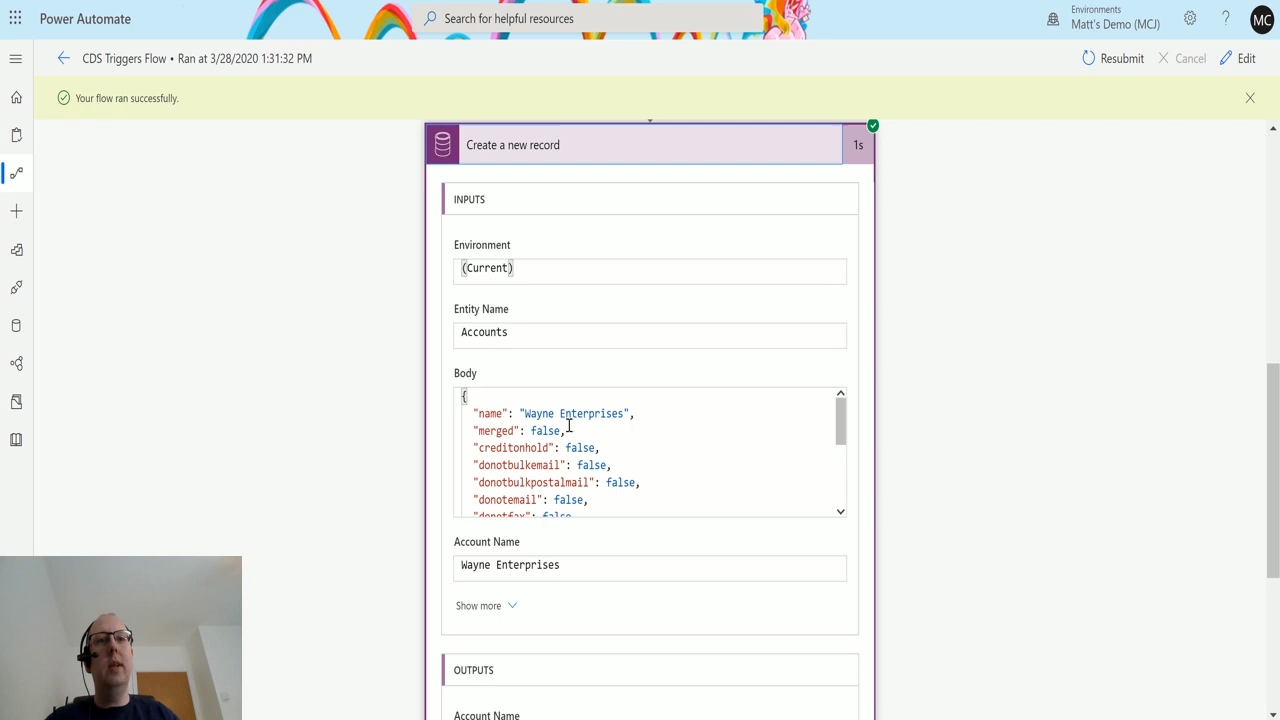 Power Automate
Search for helpful resources
Environments
Matt's Demo (MCJ)
?
MC
CDS Triggers Flow • Ran at 3/28/2020 1:31:32 PM
Resubmit
Cancel
Edit
Your flow ran successfully.
Create a new record
1s
INPUTS
Environment
(Current)
Entity Name
Accounts
Body
{
"name": "Wayne Enterprises",
"merged": false,
"creditonhold": false,
"donotbulkemail": false,
"donotbulkpostalmail": false,
"donotemail": false,
"donotfax": false
Account Name
Wayne Enterprises
Show more
OUTPUTS
Account Name